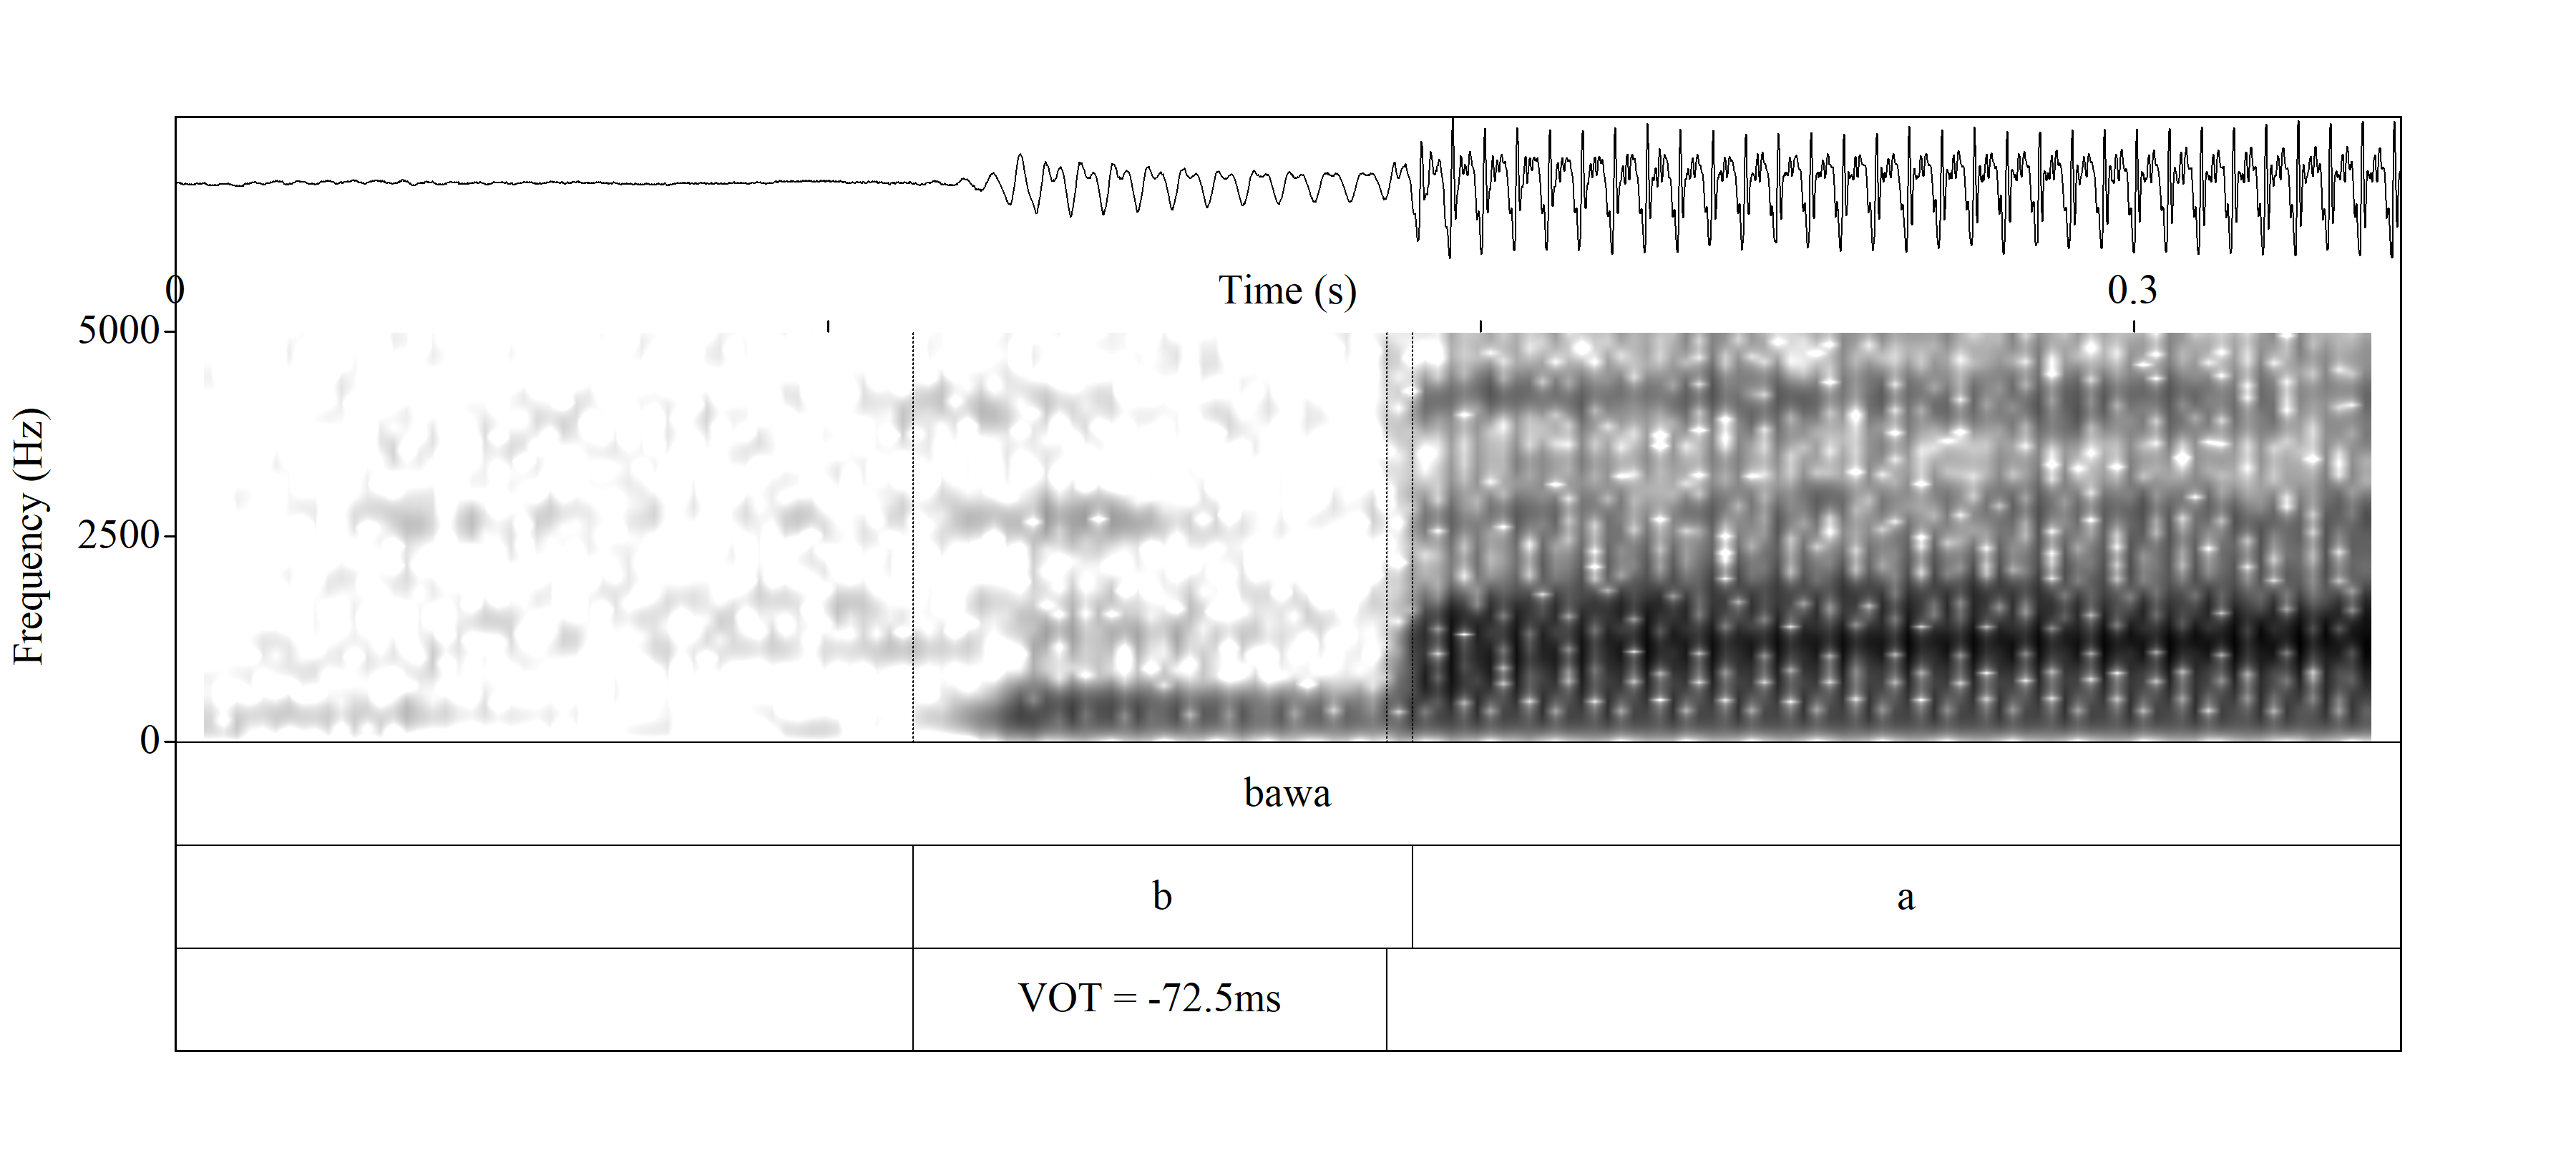 0
Time (s)
0.3
5000
2500
0
Frequency (Hz)
bawa
b
a
VOT = -72.5ms